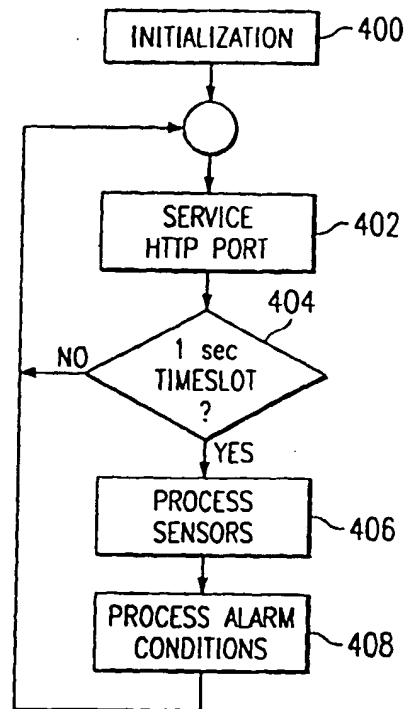 INITIALIZATION
400
SERVICE
HTTP PORT
402
404
1 sec
TIMESLOT
?
NO
YES
PROCESS
SENSORS
406
PROCESS ALARM
CONDITIONS
408